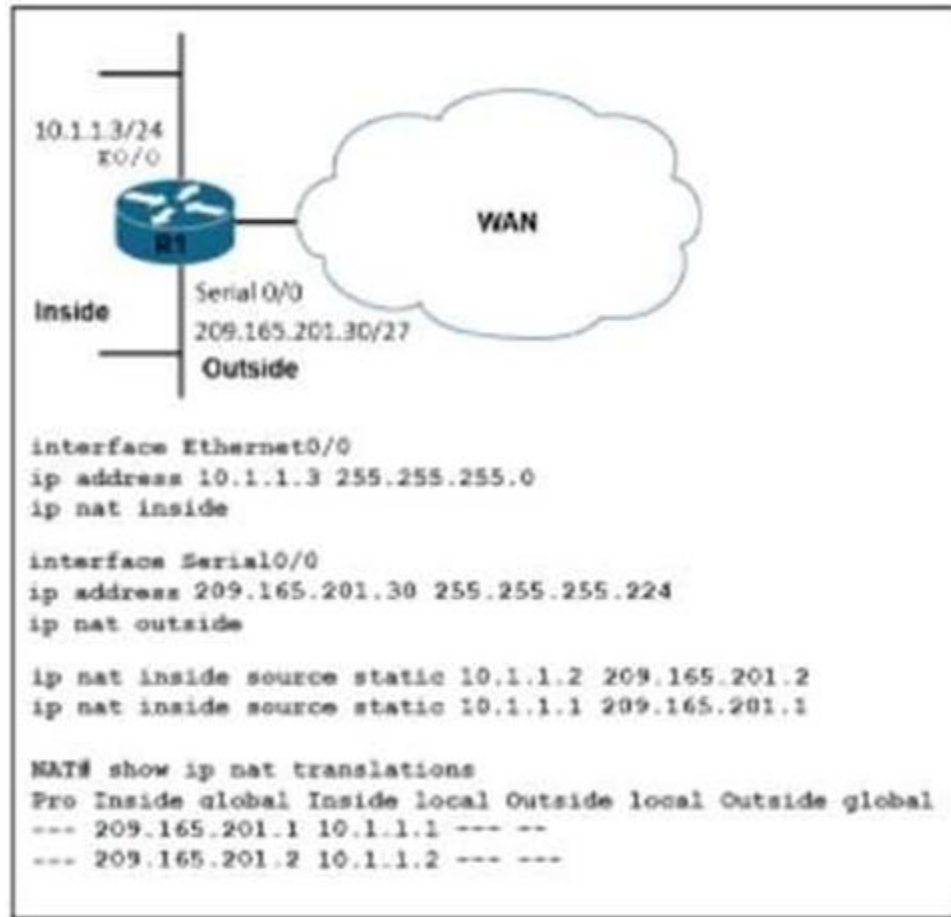 10.1.1.3/24
E0/0
R1
WAN
Serial 0/0
Inside
209.165.201.30/27
Outside
interface Ethernet0/0
ip address 10.1.1.3 255.255.255.0
ip nat inside
interface Serial0/0
ip address 209.165.201.30 255.255.255.224
ip nat outside
ip nat inside source static 10.1.1.2 209.165.201.2
ip nat inside source static 10.1.1.1 209.165.201.1
NAT# show ip nat translations
Pro Inside global Inside local Outside local Outside global
--- 209.165.201.1 10.1.1.1 --- --
--- 209.165.201.2 10.1.1.2 --- ---